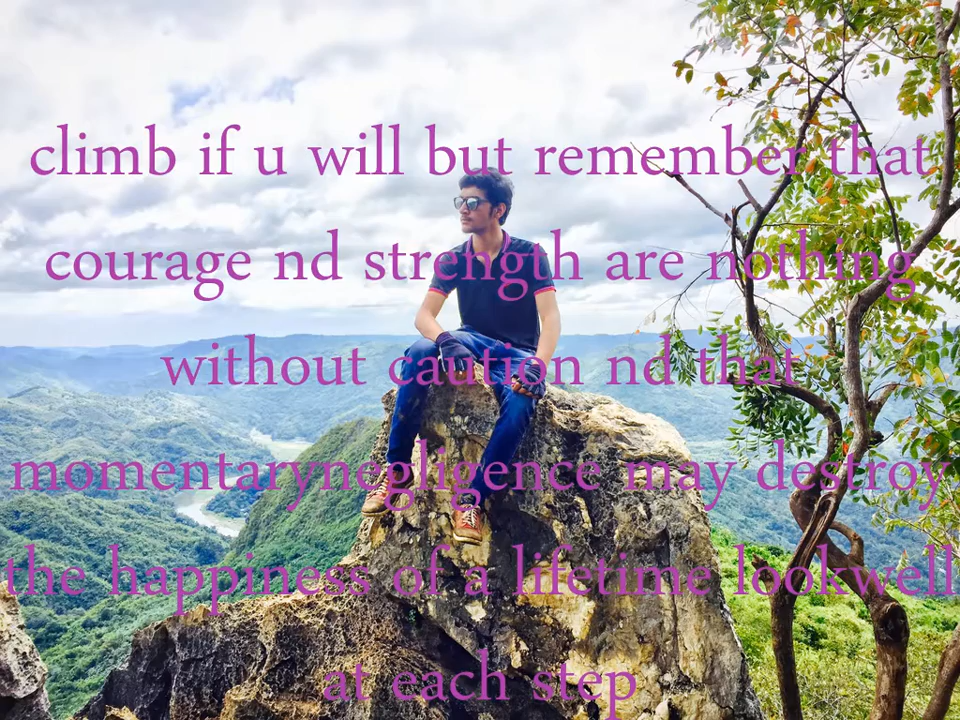 climb if u will but remember that
courage nd strength are nothing
without caution nd that
momentarynegligence may destroy
the happiness of a lifetime lookwell
at each step